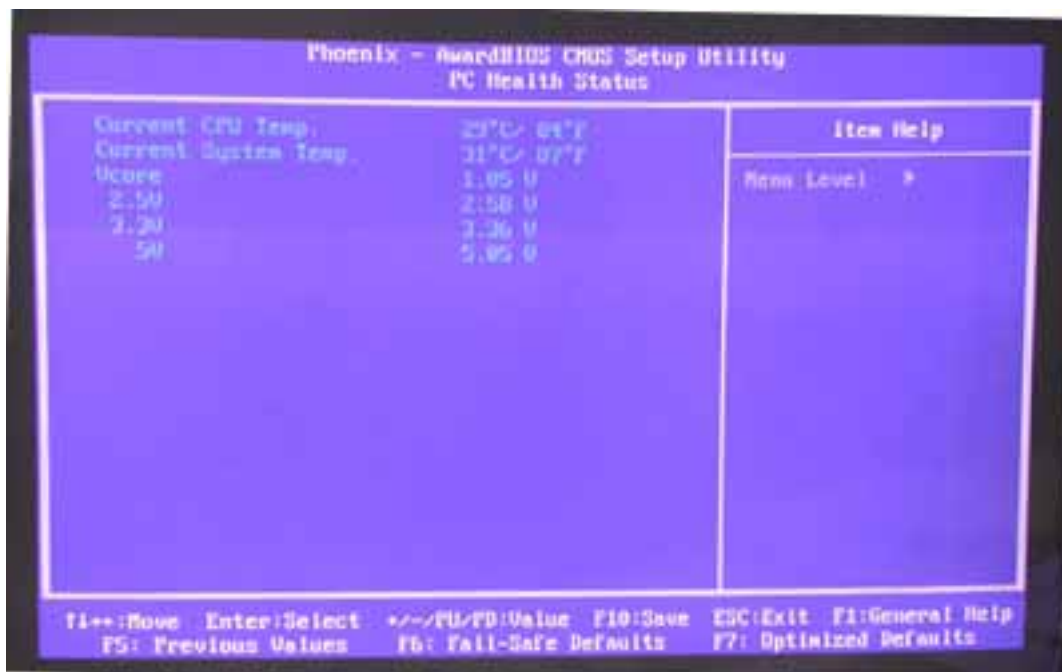 Phoenix - AwardBIOS CMOS Setup Utility
PC Health Status
Current CPU Temp. 29°C/ 84°F
Current System Temp. 31°C/ 87°F
Vcore 1.05 V
2.5V 2.58 V
3.3V 3.36 V
5V 5.05 V
Item Help
Menu Level ▸
↑↓→←:Move Enter:Select +/-/PU/PD:Value F10:Save ESC:Exit F1:General Help
F5: Previous Values F6: Fail-Safe Defaults F7: Optimized Defaults